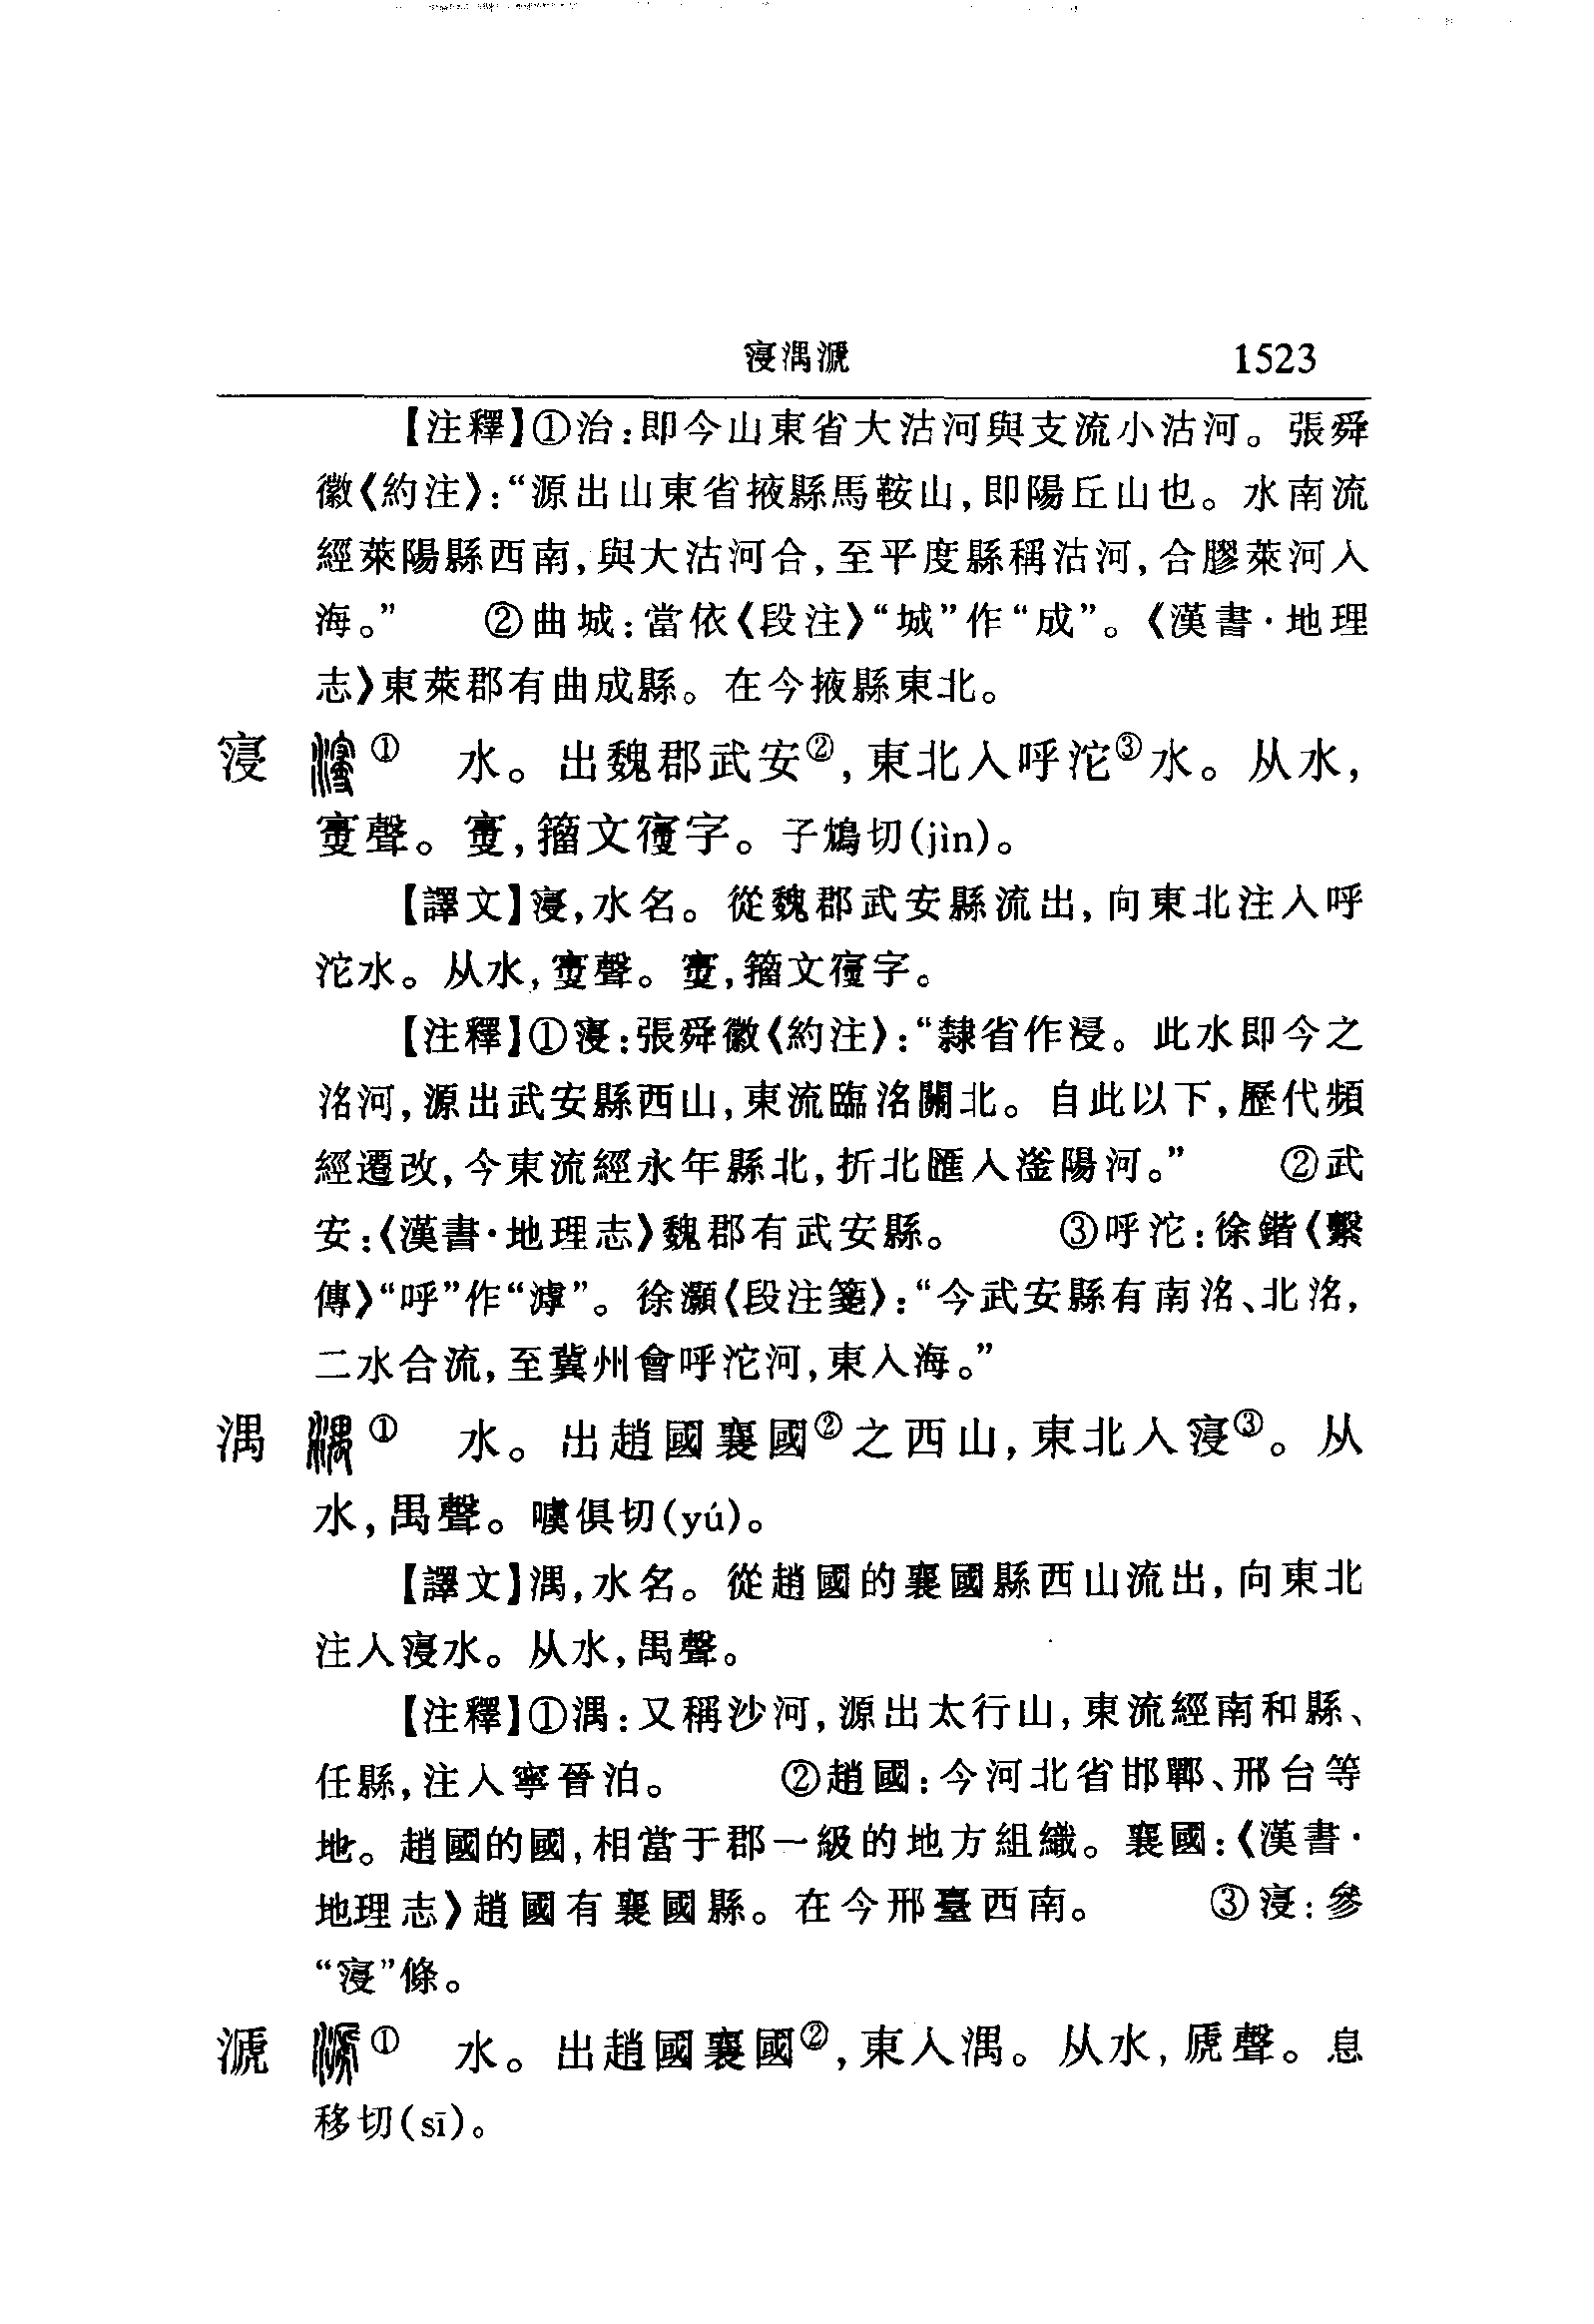 寖湡㴲 1523
【注釋】①治:即今山東省大沽河與支流小沽河。張舜
徽《約注》:“源出山東省掖縣馬鞍山,即陽丘山也。水南流
經萊陽縣西南,與大沽河合,至平度縣稱沽河,合膠萊河入
海。” ②曲城:當依《段注》“城”作“成”。《漢書·地理
志》東萊郡有曲成縣。在今掖縣東北。
寖 ① 水。出魏郡武安②,東北入呼沱③水。从水,
𡪢聲。𡪢,籀文𡨦字。子鴆切(jìn)。
【譯文】寖,水名。從魏郡武安縣流出,向東北注入呼
沱水。从水,𡪢聲。𡪢,籀文𡨦字。
【注釋】①寖:張舜徽《約注》:“隸省作浸。此水即今之
洺河,源出武安縣西山,東流臨洺關北。自此以下,歷代頻
經遷改,今東流經永年縣北,折北匯入滏陽河。” ②武
安:《漢書·地理志》魏郡有武安縣。 ③呼沱:徐鍇《繫
傳》“呼”作“滹”。徐灝《段注箋》:“今武安縣有南洺、北洺,
二水合流,至冀州會呼沱河,東入海。”
湡 ① 水。出趙國襄國②之西山,東北入寖③。从
水,禺聲。噳俱切(yú)。
【譯文】湡,水名。從趙國的襄國縣西山流出,向東北
注入寖水。从水,禺聲。
【注釋】①湡:又稱沙河,源出太行山,東流經南和縣、
任縣,注入寧晉泊。 ②趙國:今河北省邯鄲、邢台等
地。趙國的國,相當于郡一級的地方組織。襄國:《漢書·
地理志》趙國有襄國縣。在今邢臺西南。 ③寖:參
“寖”條。
㴲 ① 水。出趙國襄國②,東入湡。从水,虒聲。息
移切(sī)。